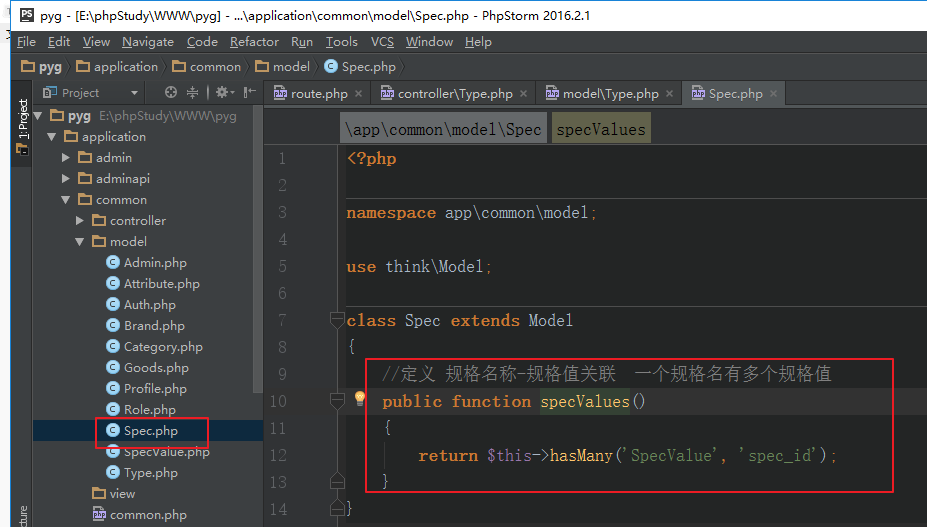 pyg - [E:\phpStudy\WWW\pyg] - ...\application\common\model\Spec.php - PhpStorm 2016.2.1
File Edit View Navigate Code Refactor Run Tools VCS Window Help
pyg application common model Spec.php
Project
route.php × controller\Type.php × model\Type.php × Spec.php ×
1: Project
pyg E:\phpStudy\WWW\pyg
application
admin
adminapi
common
controller
model
Admin.php
Attribute.php
Auth.php
Brand.php
Category.php
Goods.php
Profile.php
Role.php
Spec.php
SpecValue.php
Type.php
view
common.php
\app\common\model\Spec specValues
1 <?php
2
3 namespace app\common\model;
4
5 use think\Model;
6
7 class Spec extends Model
8 {
9 //定义 规格名称-规格值关联 一个规格名有多个规格值
10 public function specValues()
11 {
12 return $this->hasMany('SpecValue', 'spec_id');
13 }
14 }